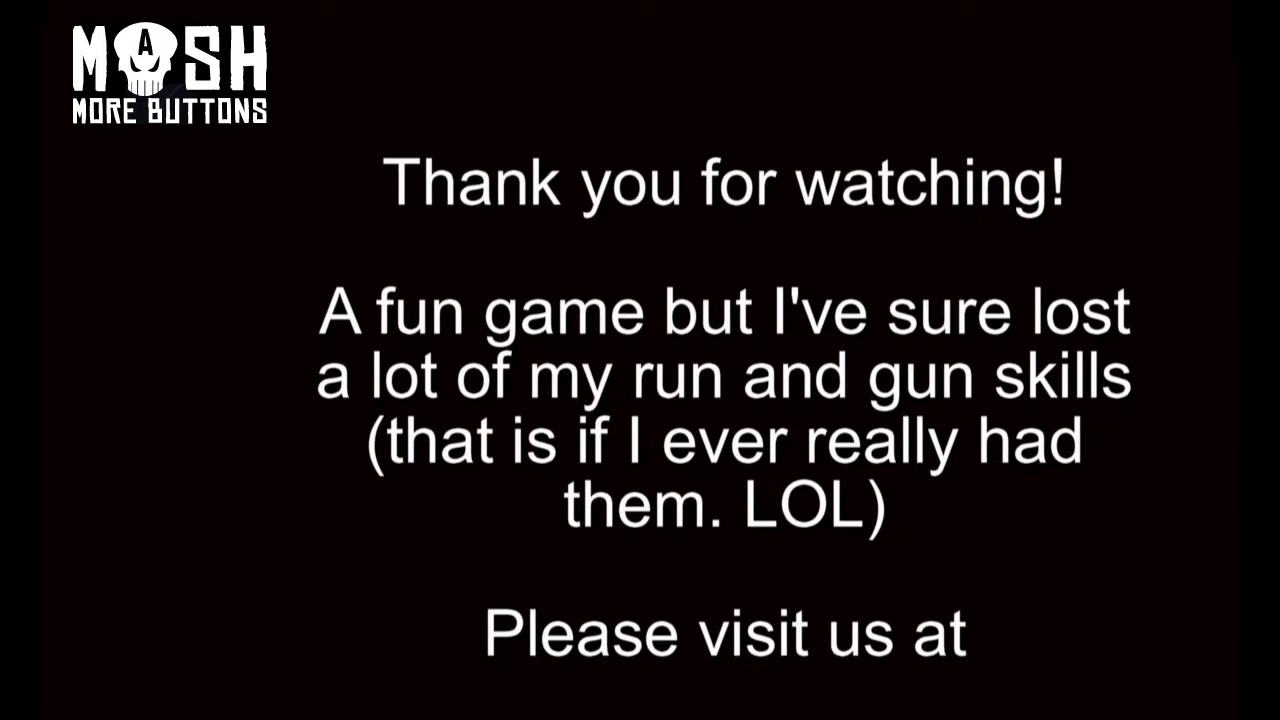 MASH
MORE BUTTONS
Thank you for watching!
A fun game but I've sure lost
a lot of my run and gun skills
(that is if I ever really had
them. LOL)
Please visit us at